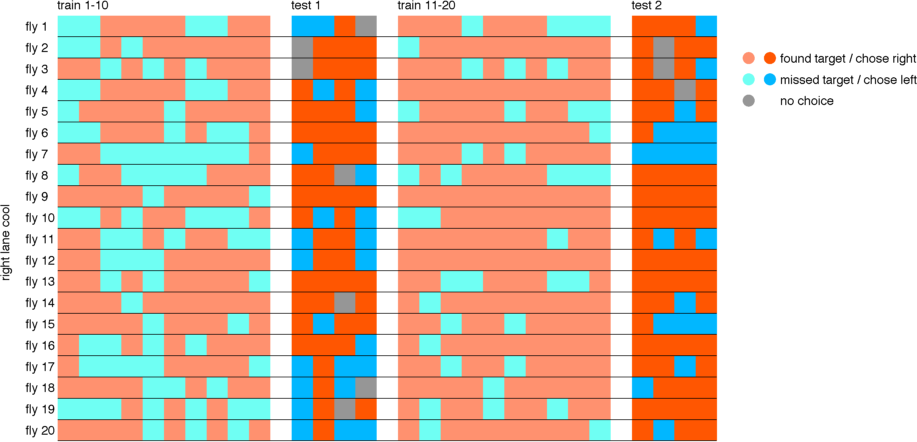 train 1-10 test 1 train 11-20 test 2
fly 1
fly 2
fly 3
fly 4
fly 5
fly 6
fly 7
fly 8
fly 9
fly 10
fly 11
fly 12
fly 13
fly 14
fly 15
fly 16
fly 17
fly 18
fly 19
fly 20
right lane cool
found target / chose right
missed target / chose left
no choice